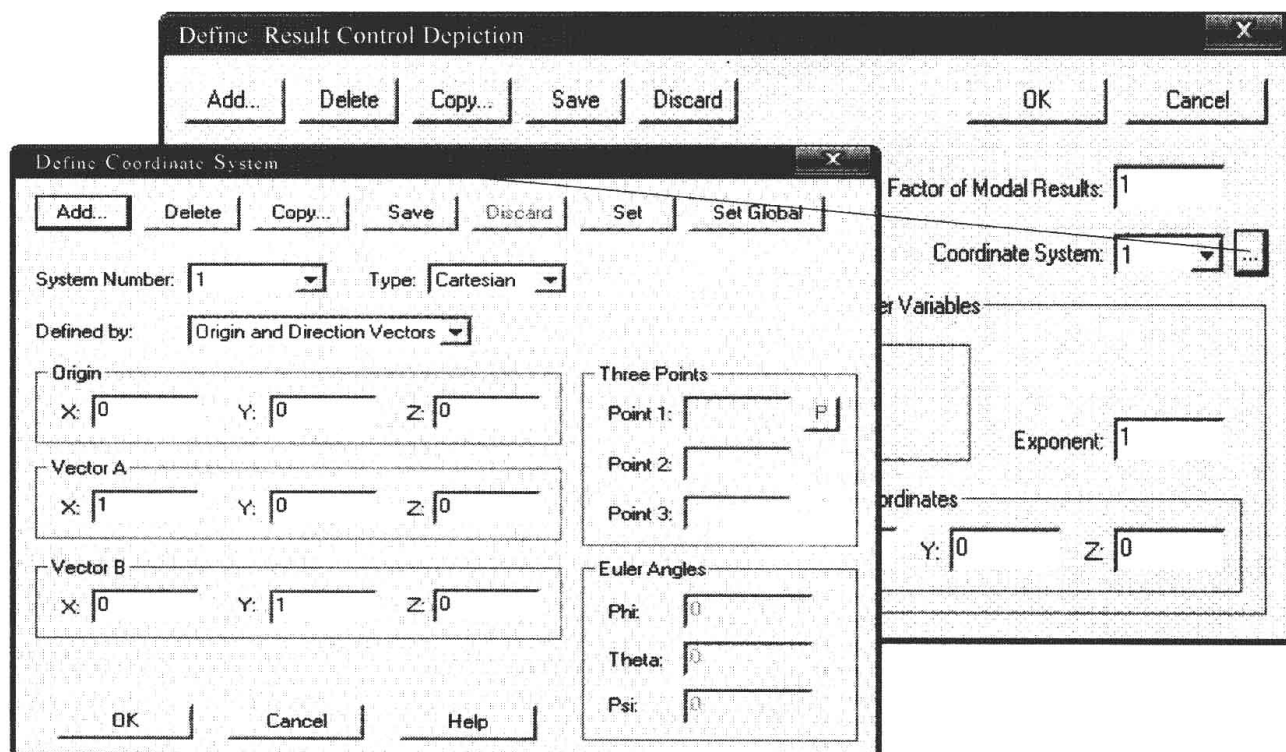 Define Result Control Depiction
X
Add... Delete Copy... Save Discard OK Cancel
Factor of Modal Results: 1
Coordinate System: 1 ...
er Variables
Exponent: 1
ordinates
Y: 0 Z: 0
Define Coordinate System
X
Add... Delete Copy... Save Discard Set Set Global
System Number: 1 Type: Cartesian
Defined by: Origin and Direction Vectors
Origin
X: 0 Y: 0 Z: 0
Vector A
X: 1 Y: 0 Z: 0
Vector B
X: 0 Y: 1 Z: 0
Three Points
Point 1: P
Point 2:
Point 3:
Euler Angles
Phi: 0
Theta: 0
Psi: 0
OK Cancel Help